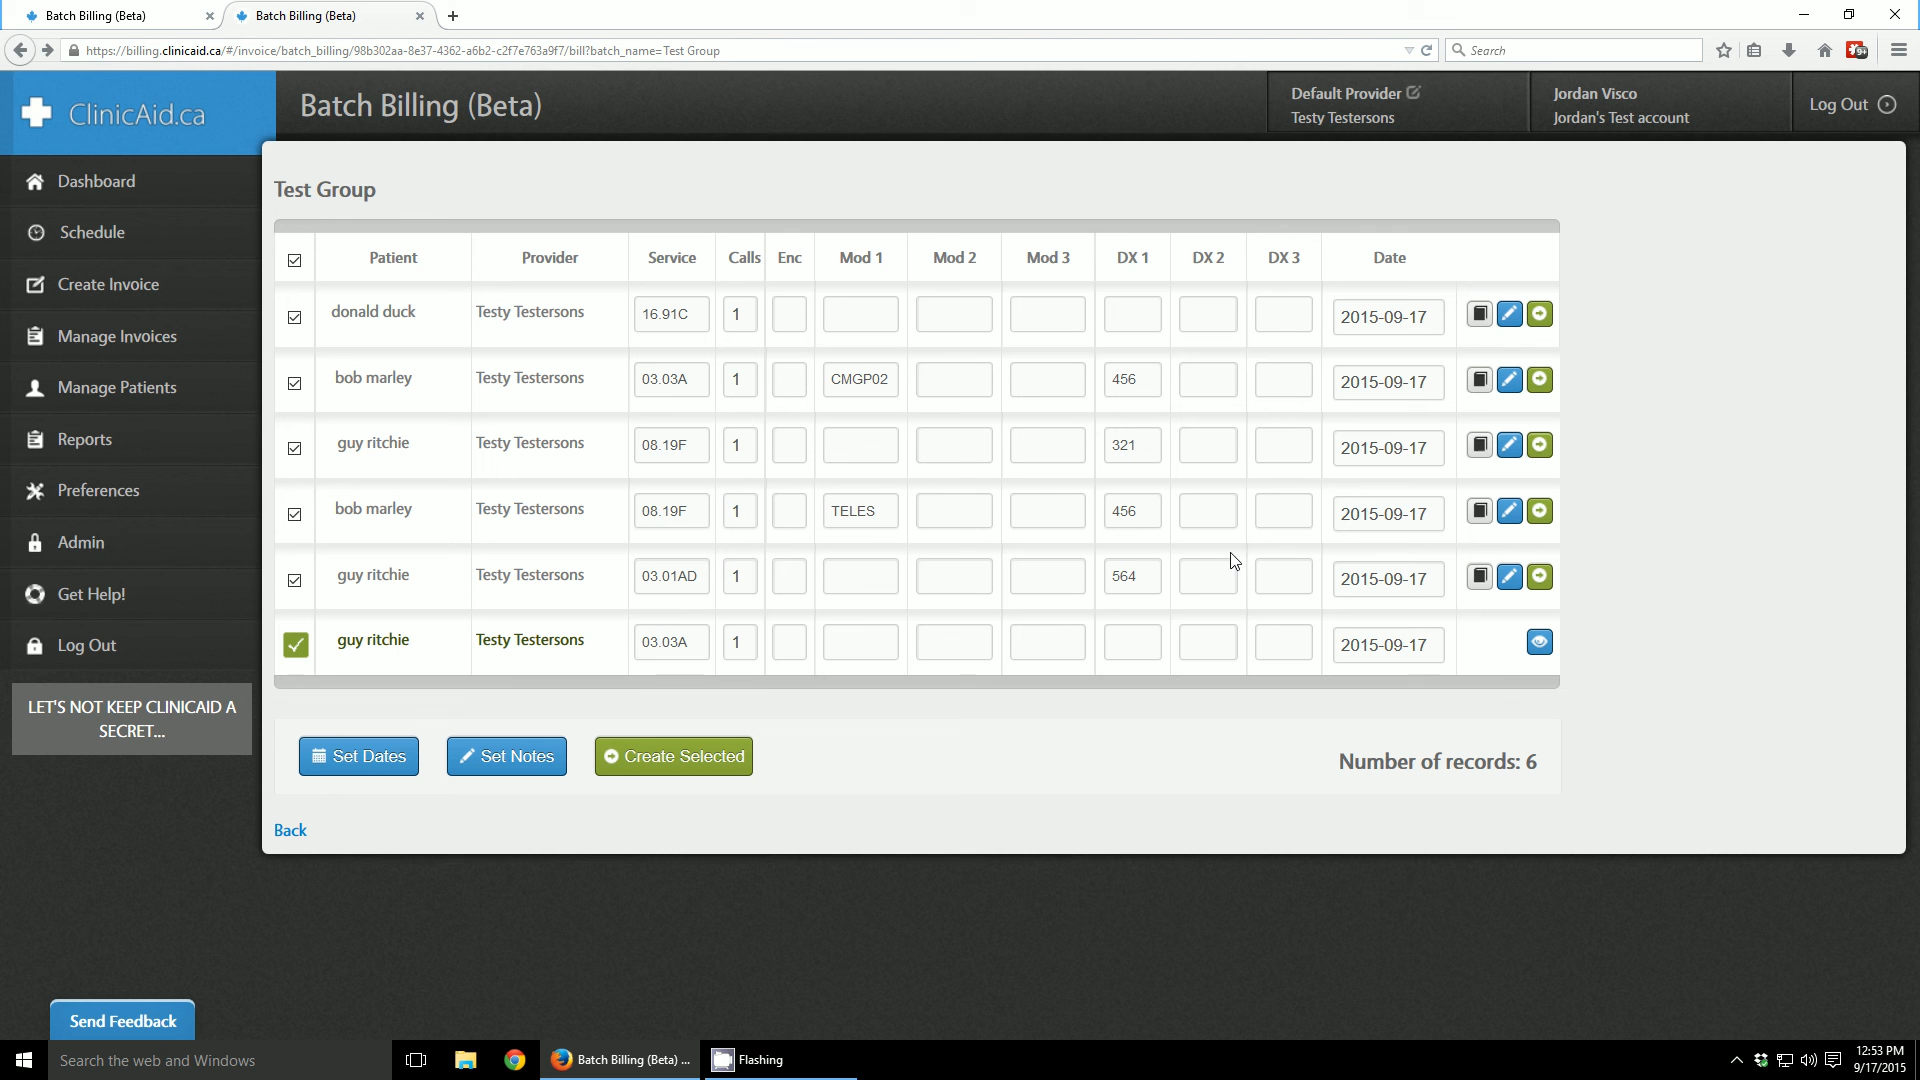 Batch Billing (Beta)
Batch Billing (Beta)
https://billing.clinicaid.ca/#/invoice/batch_billing/98b302aa-8e37-4362-a6b2-c2f7e763a9f7/bill?batch_name=Test Group
Search
9+
ClinicAid.ca
Batch Billing (Beta)
Default Provider
Testy Testersons
Jordan Visco
Jordan's Test account
Log Out
Dashboard
Schedule
Create Invoice
Manage Invoices
Manage Patients
Reports
Preferences
Admin
Get Help!
Log Out
LET'S NOT KEEP CLINICAID A
SECRET...
Test Group
Patient Provider Service Calls Enc Mod 1 Mod 2 Mod 3 DX 1 DX 2 DX 3 Date
donald duck Testy Testersons 16.91C 1 2015-09-17
bob marley Testy Testersons 03.03A 1 CMGP02 456 2015-09-17
guy ritchie Testy Testersons 08.19F 1 321 2015-09-17
bob marley Testy Testersons 08.19F 1 TELES 456 2015-09-17
guy ritchie Testy Testersons 03.01AD 1 564 2015-09-17
guy ritchie Testy Testersons 03.03A 1 2015-09-17
Set Dates Set Notes Create Selected Number of records: 6
Back
Send Feedback
Search the web and Windows
Batch Billing (Beta) ...
Flashing
12:53 PM
9/17/2015